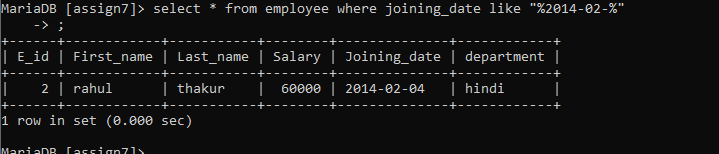 MariaDB [assign7]> select * from employee where joining_date like "%2014-02-%"
    -> ;
+------+------------+-----------+--------+--------------+------------+
| E_id | First_name | Last_name | Salary | Joining_date | department |
+------+------------+-----------+--------+--------------+------------+
|    2 | rahul      | thakur    |  60000 | 2014-02-04   | hindi      |
+------+------------+-----------+--------+--------------+------------+
1 row in set (0.000 sec)
MariaDB [assign7]>